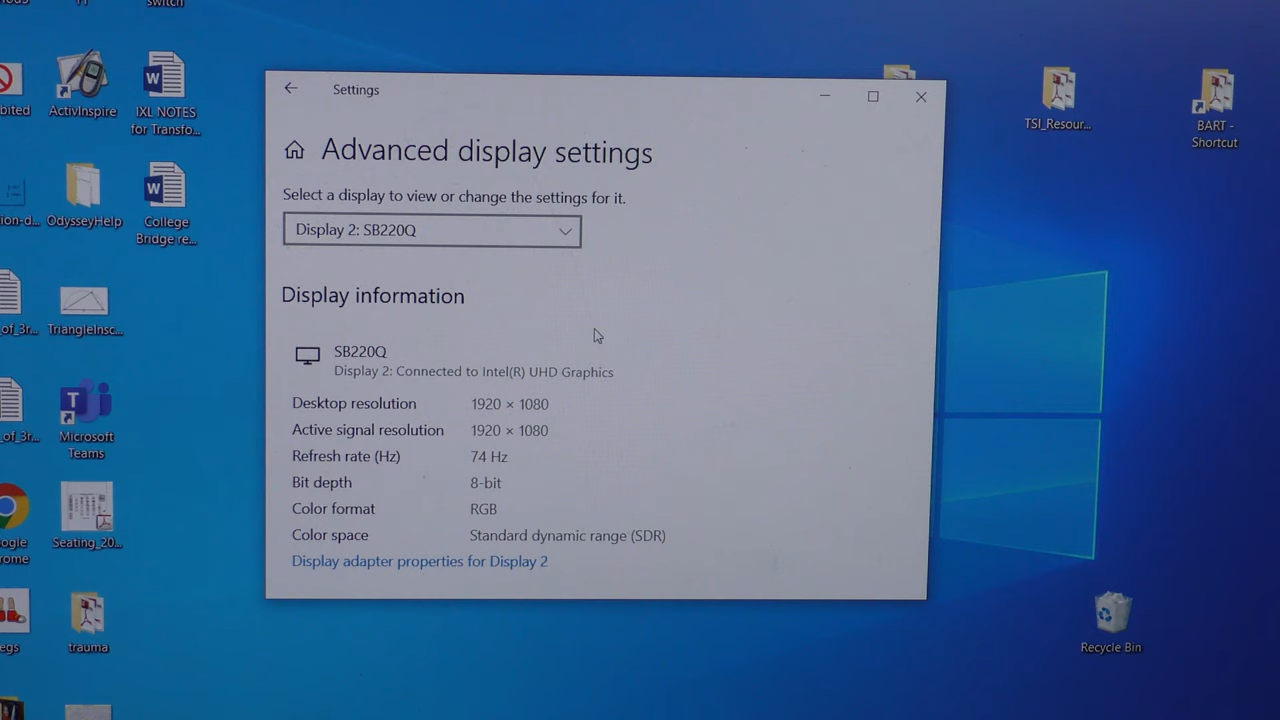 switch
ActivInspire
IXL NOTES
for Transfo...
OdysseyHelp
College
Bridge re...
_of_3r...
TriangleInsc...
_of_3r...
Microsoft
Teams
Seating_20...
trauma
Settings
Advanced display settings
Select a display to view or change the settings for it.
Display 2: SB220Q
Display information
SB220Q
Display 2: Connected to Intel(R) UHD Graphics
Desktop resolution 1920 × 1080
Active signal resolution 1920 × 1080
Refresh rate (Hz) 74 Hz
Bit depth 8-bit
Color format RGB
Color space Standard dynamic range (SDR)
Display adapter properties for Display 2
TSI_Resour...
BART -
Shortcut
Recycle Bin